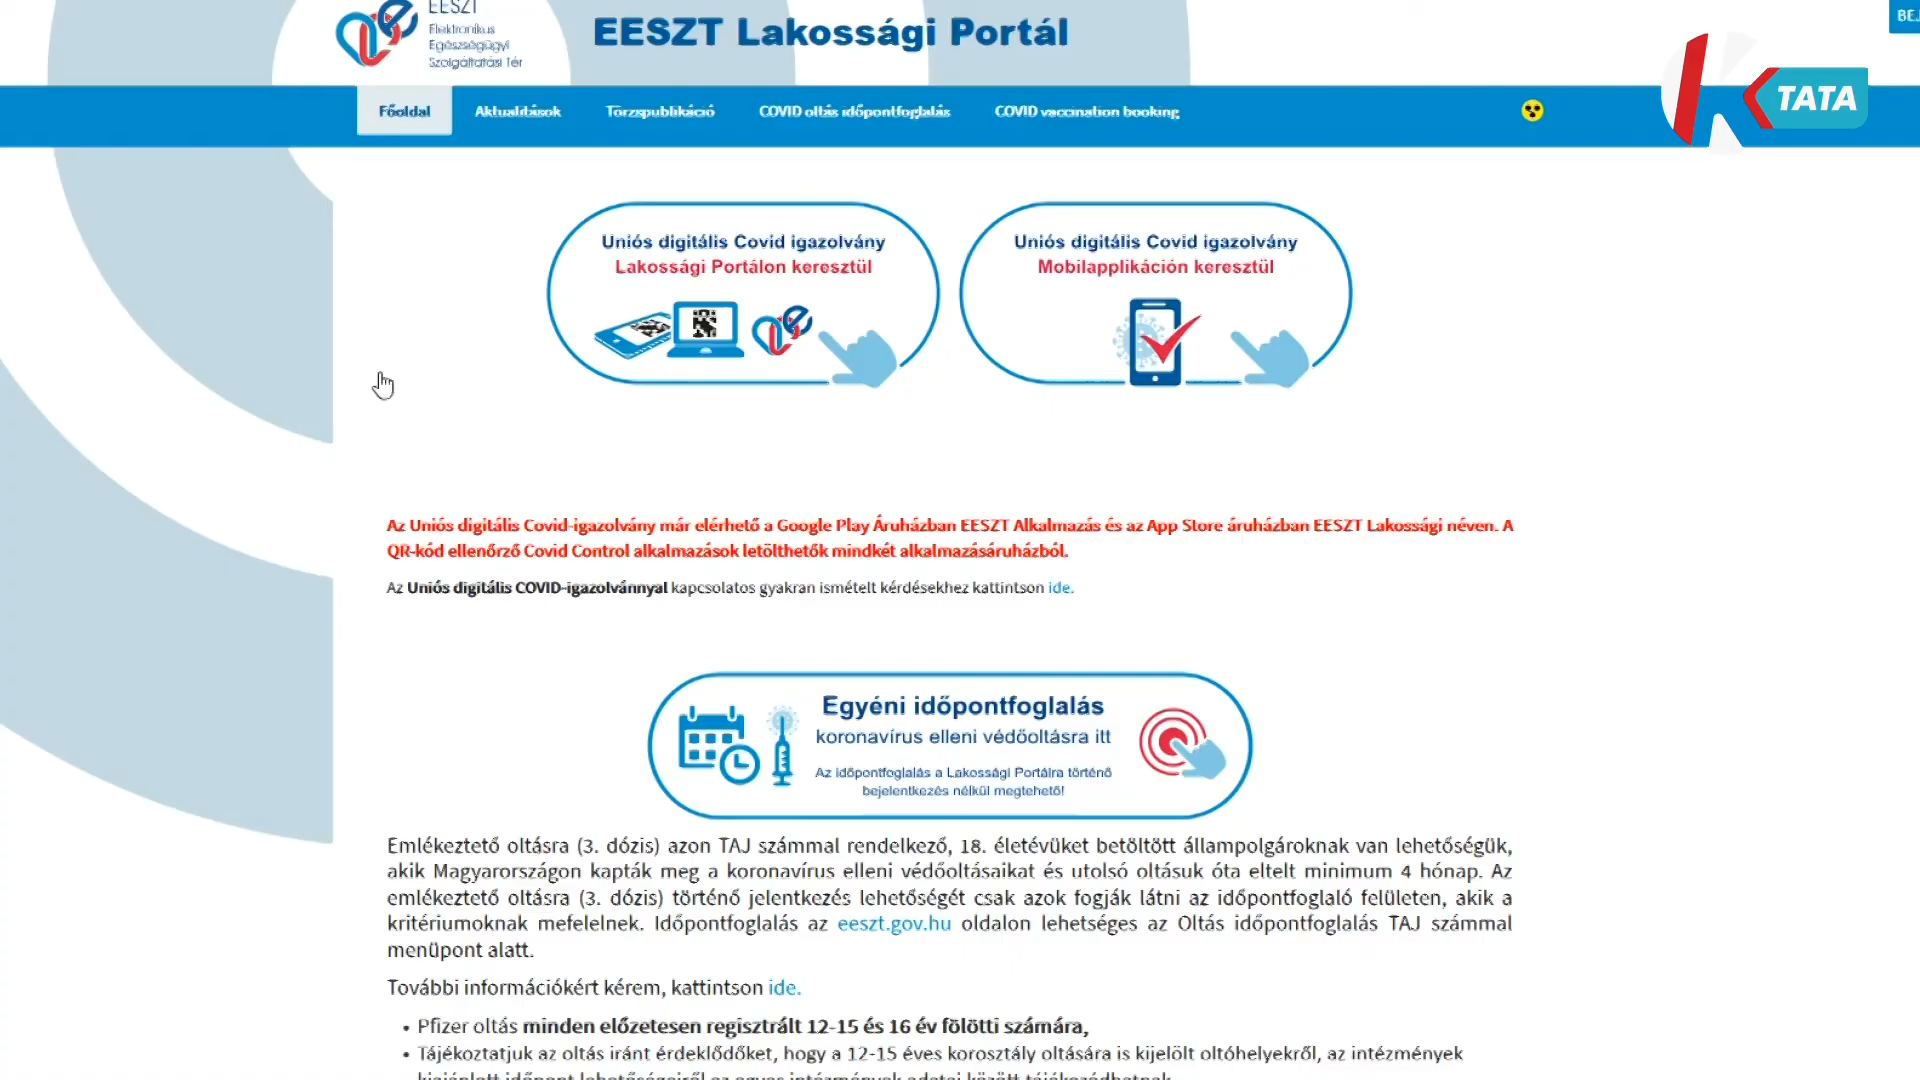 EESZT
Elektronikus
Egészségügyi
Szolgáltatási Tér
EESZT Lakossági Portál
BEJ
Főoldal
Aktualitások
Törzspublikáció
COVID oltás időpontfoglalás
COVID vaccination booking
K TATA
Uniós digitális Covid igazolvány
Lakossági Portálon keresztül
Uniós digitális Covid igazolvány
Mobilapplikáción keresztül
Az Uniós digitális Covid-igazolvány már elérhető a Google Play Áruházban EESZT Alkalmazás és az App Store áruházban EESZT Lakossági néven. A
QR-kód ellenőrző Covid Control alkalmazások letölthetők mindkét alkalmazásáruházból.
Az Uniós digitális COVID-igazolvánnyal kapcsolatos gyakran ismételt kérdésekhez kattintson ide.
Egyéni időpontfoglalás
koronavírus elleni védőoltásra itt
Az időpontfoglalás a Lakossági Portálra történő
bejelentkezés nélkül megtehető!
Emlékeztető oltásra (3. dózis) azon TAJ számmal rendelkező, 18. életévüket betöltött állampolgároknak van lehetőségük,
akik Magyarországon kapták meg a koronavírus elleni védőoltásaikat és utolsó oltásuk óta eltelt minimum 4 hónap. Az
emlékeztető oltásra (3. dózis) történő jelentkezés lehetőségét csak azok fogják látni az időpontfoglaló felületen, akik a
kritériumoknak mefelelnek. Időpontfoglalás az eeszt.gov.hu oldalon lehetséges az Oltás időpontfoglalás TAJ számmal
menüpont alatt.
További információkért kérem, kattintson ide.
• Pfizer oltás minden előzetesen regisztrált 12-15 és 16 év fölötti számára,
• Tájékoztatjuk az oltás iránt érdeklődőket, hogy a 12-15 éves korosztály oltására is kijelölt oltóhelyekről, az intézmények